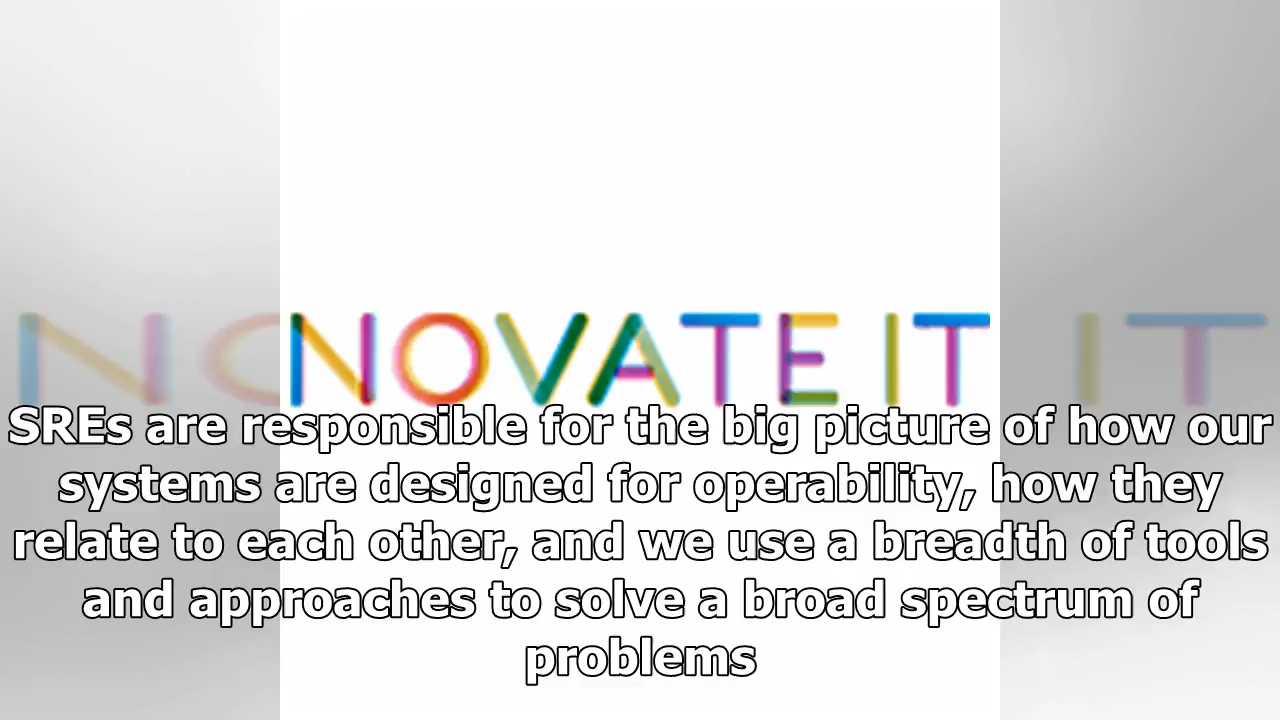 NOVATE IT
SREs are responsible for the big picture of how our
systems are designed for operability, how they
relate to each other, and we use a breadth of tools
and approaches to solve a broad spectrum of
problems